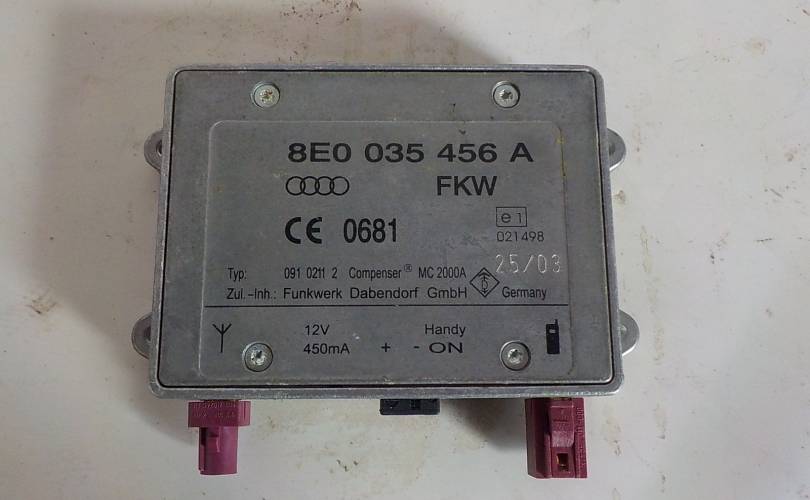 8E0 035 456 A
FKW
CE 0681
e1
021498
25/03
Typ: 091 0211 2 Compenser® MC 2000A
Zul.-Inh.: Funkwerk Dabendorf GmbH Germany
12V Handy
450mA + - ON